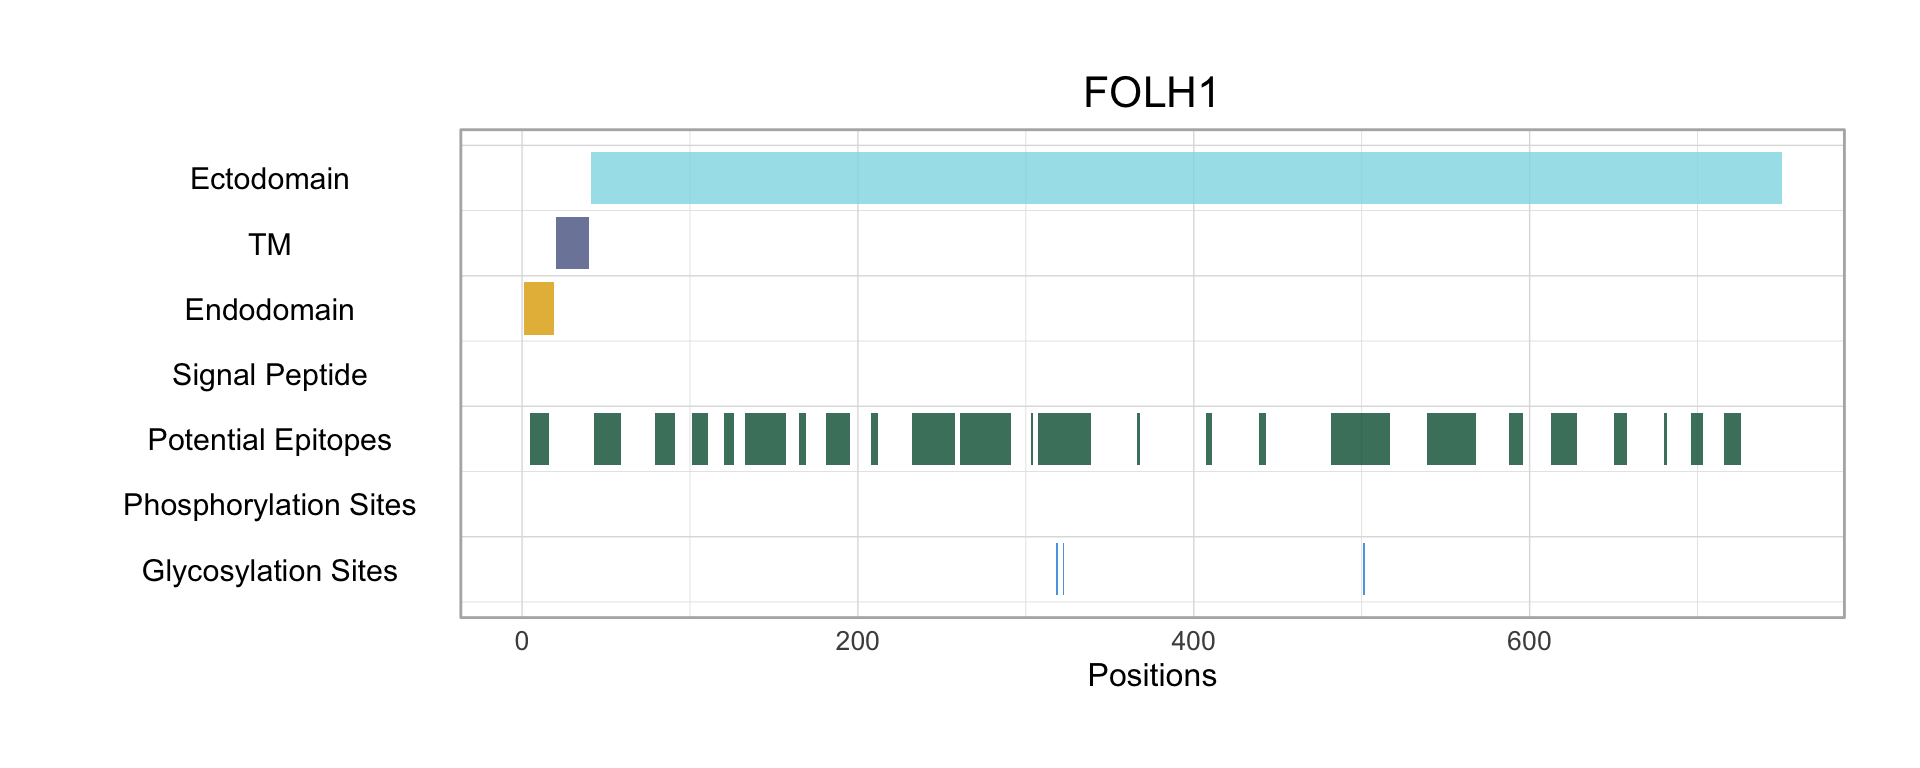 FOLH1
Ectodomain
TM
Endodomain
Signal Peptide
Potential Epitopes
Phosphorylation Sites
Glycosylation Sites
0 200 400 600
Positions